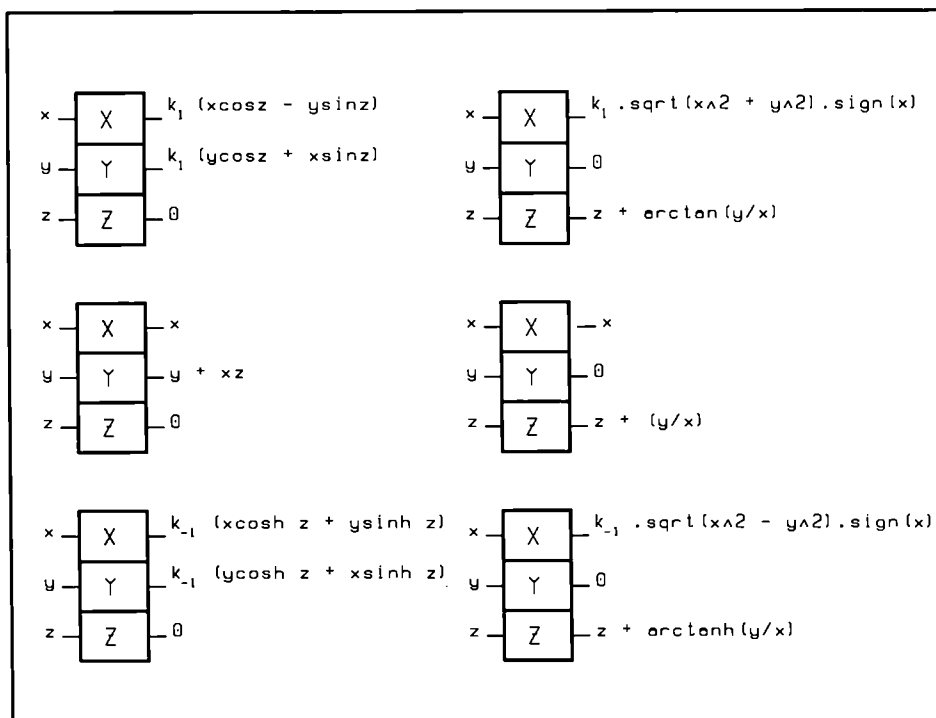 x X k₁ (xcosz - ysinz)
y Y k₁ (ycosz + xsinz)
z Z 0
x X k₁ .sqrt(x^2 + y^2).sign(x)
y Y 0
z Z z + arctan(y/x)
x X x
y Y y + xz
z Z 0
x X x
y Y 0
z Z z + (y/x)
x X k₋₁ (xcosh z + ysinh z)
y Y k₋₁ (ycosh z + xsinh z)
z Z 0
x X k₋₁ .sqrt(x^2 - y^2).sign(x)
y Y 0
z Z z + arctanh(y/x)